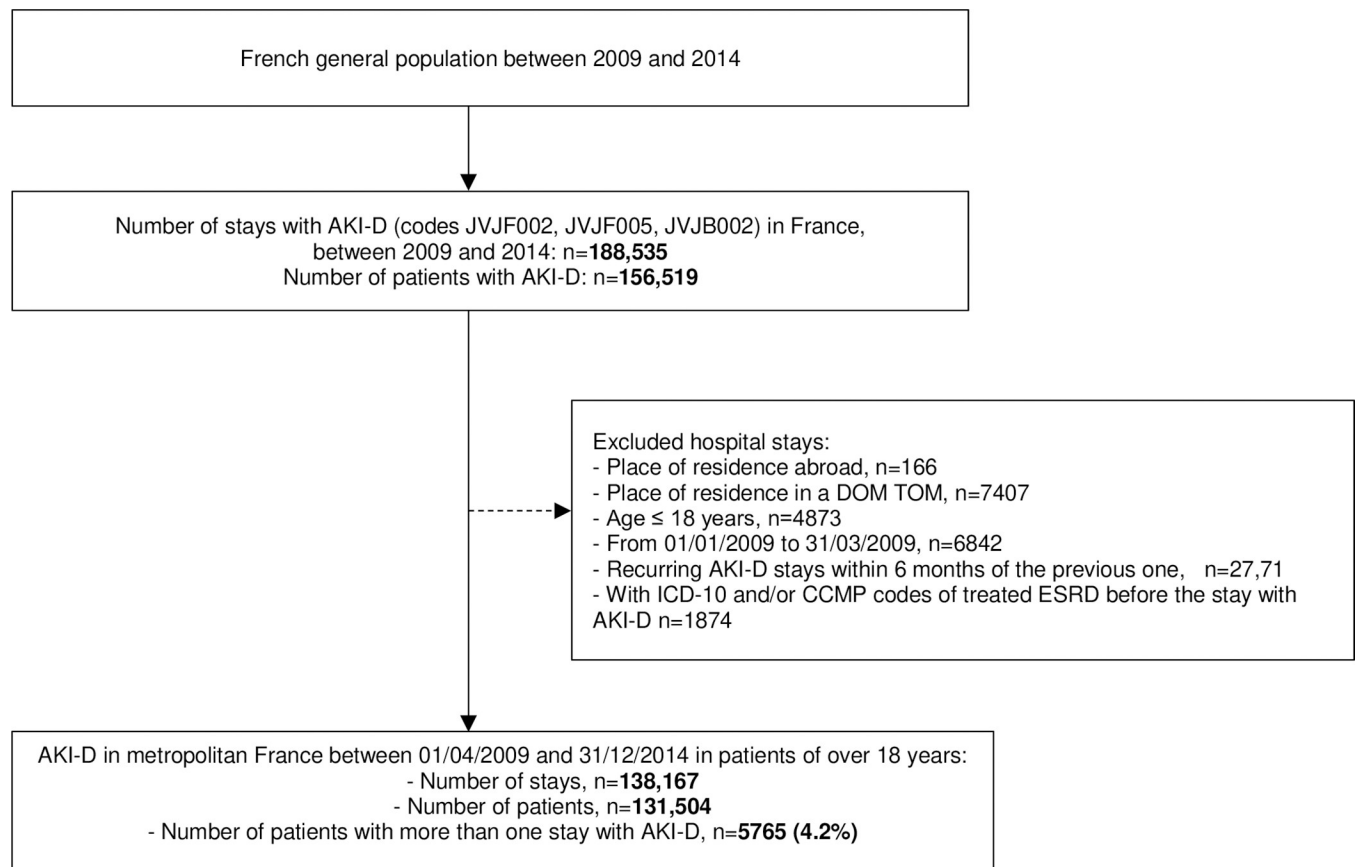 French general population between 2009 and 2014
Number of stays with AKI-D (codes JVJF002, JVJF005, JVJB002) in France,
between 2009 and 2014: n=188,535
Number of patients with AKI-D: n=156,519
Excluded hospital stays:
- Place of residence abroad, n=166
- Place of residence in a DOM TOM, n=7407
- Age ≤ 18 years, n=4873
- From 01/01/2009 to 31/03/2009, n=6842
- Recurring AKI-D stays within 6 months of the previous one, n=27,71
- With ICD-10 and/or CCMP codes of treated ESRD before the stay with
AKI-D n=1874
AKI-D in metropolitan France between 01/04/2009 and 31/12/2014 in patients of over 18 years:
- Number of stays, n=138,167
- Number of patients, n=131,504
- Number of patients with more than one stay with AKI-D, n=5765 (4.2%)